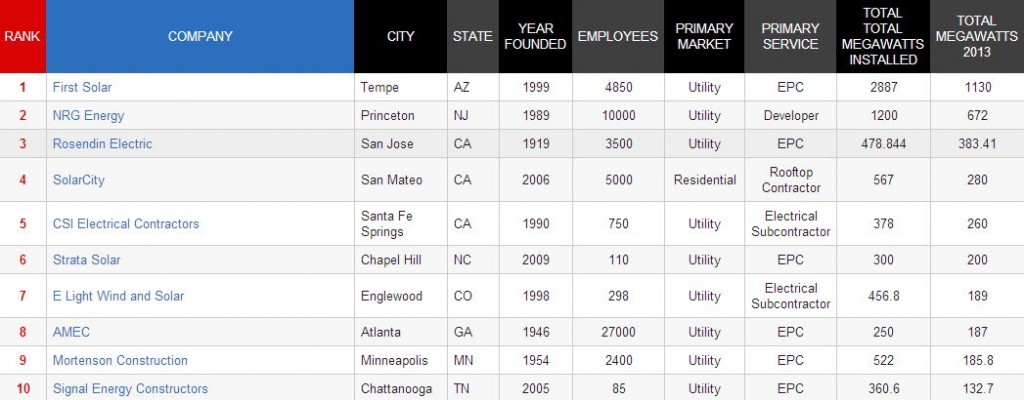 RANK COMPANY CITY STATE YEAR FOUNDED EMPLOYEES PRIMARY MARKET PRIMARY SERVICE TOTAL TOTAL MEGAWATTS INSTALLED TOTAL MEGAWATTS 2013
1 First Solar Tempe AZ 1999 4850 Utility EPC 2887 1130
2 NRG Energy Princeton NJ 1989 10000 Utility Developer 1200 672
3 Rosendin Electric San Jose CA 1919 3500 Utility EPC 478.844 383.41
4 SolarCity San Mateo CA 2006 5000 Residential Rooftop Contractor 567 280
5 CSI Electrical Contractors Santa Fe Springs CA 1990 750 Utility Electrical Subcontractor 378 260
6 Strata Solar Chapel Hill NC 2009 110 Utility EPC 300 200
7 E Light Wind and Solar Englewood CO 1998 298 Utility Electrical Subcontractor 456.8 189
8 AMEC Atlanta GA 1946 27000 Utility EPC 250 187
9 Mortenson Construction Minneapolis MN 1954 2400 Utility EPC 522 185.8
10 Signal Energy Constructors Chattanooga TN 2005 85 Utility EPC 360.6 132.7